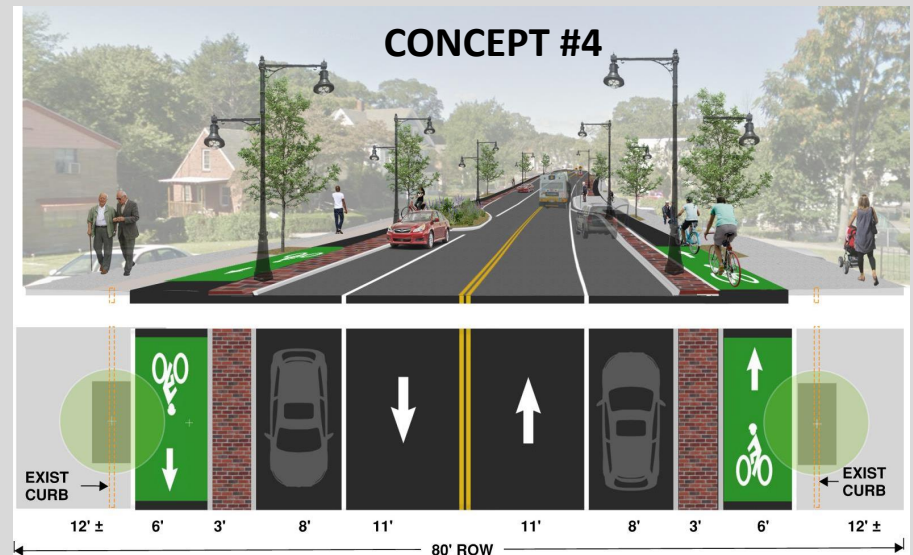 CONCEPT #4
EXIST
CURB
EXIST
CURB
12' ± 6' 3' 8' 11' 11' 8' 3' 6' 12' ±
80' ROW